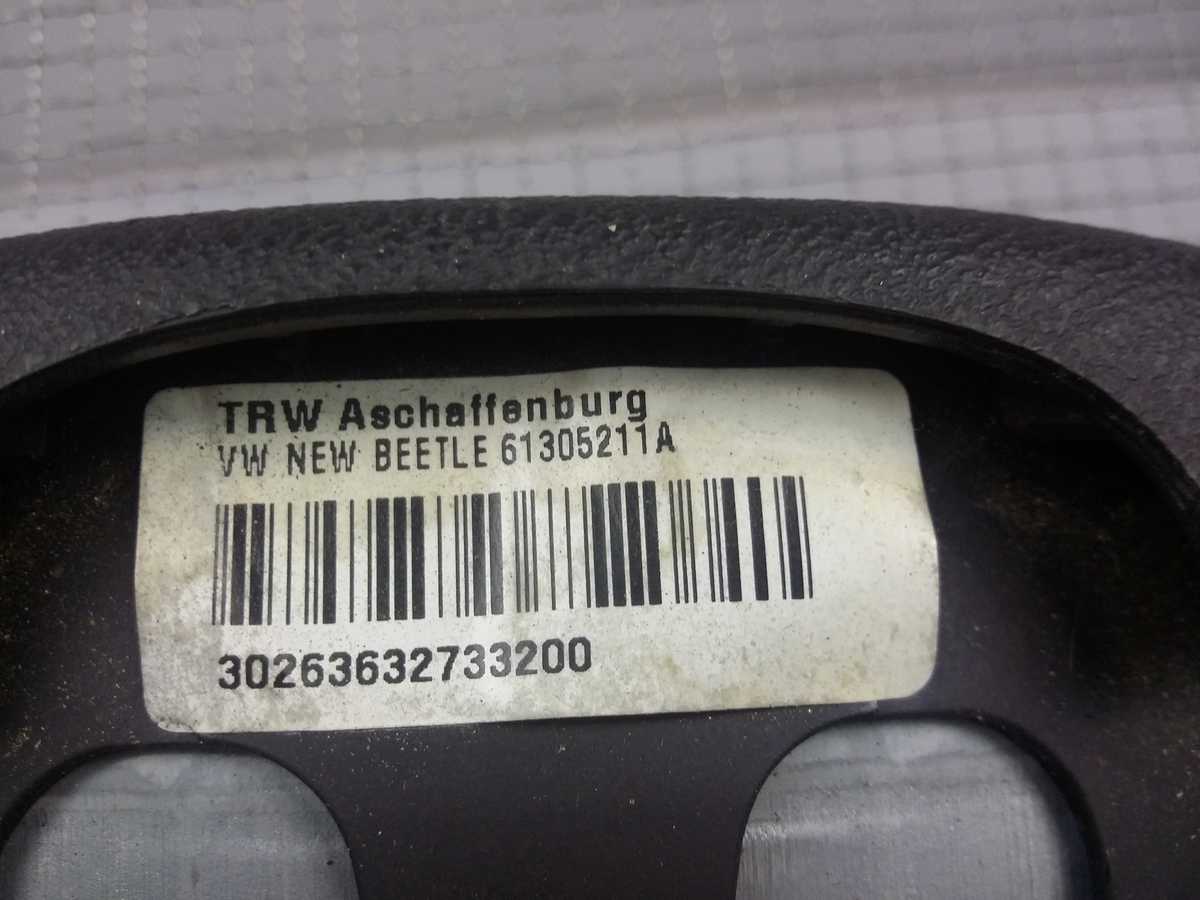 TRW Aschaffenburg
VW NEW BEETLE 61305211A
30263632733200